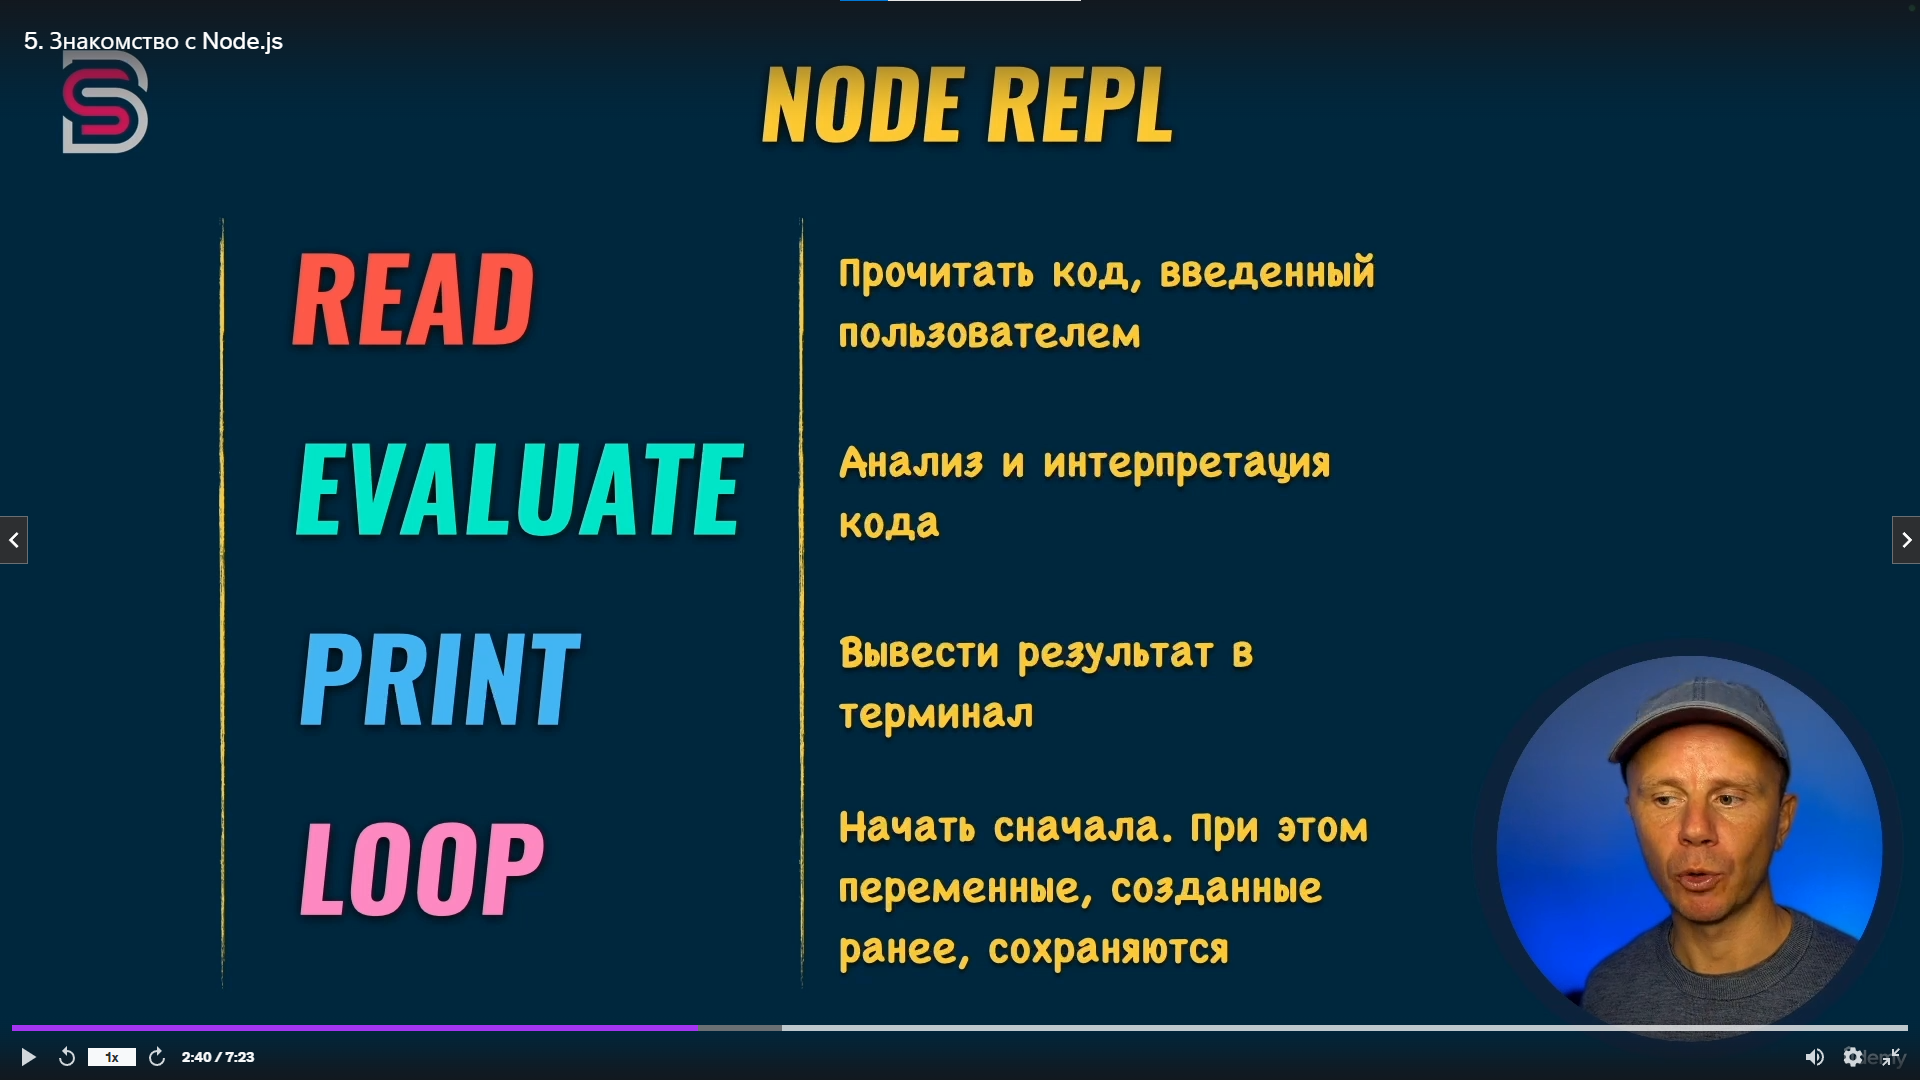 5. Знакомство с Node.js
NODE REPL
READ
Прочитать код, введенный
пользователем
EVALUATE
Анализ и интерпретация
кода
PRINT
Вывести результат в
терминал
LOOP
Начать сначала. При этом
переменные, созданные
ранее, сохраняются
1x
2:40 / 7:23
Udemy